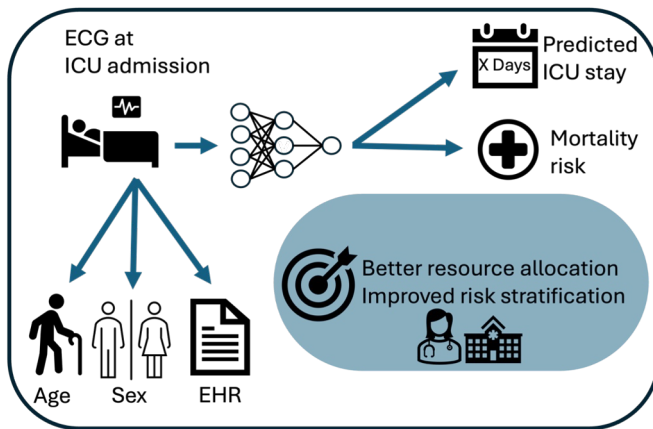 ECG at
ICU admission
X Days
Predicted
ICU stay
Mortality
risk
Better resource allocation
Improved risk stratification
Age
Sex
EHR